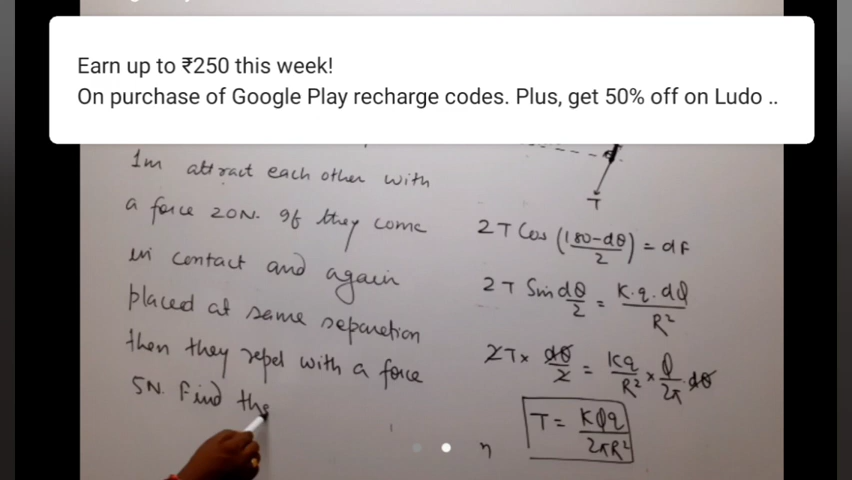 Earn up to ₹250 this week!
On purchase of Google Play recharge codes. Plus, get 50% off on Ludo ..
1m attract each other with
a force 20N. If they come
in contact and again
placed at same separetion
then they repel with a force
5N. Find the
T
2T Cos (180-dθ/2) = dF
2T Sin dθ/2 = K.q.dQ/R²
2T × dθ/2 = Kq/R² × Q/2π.dθ
T = KQq/2πR²
η